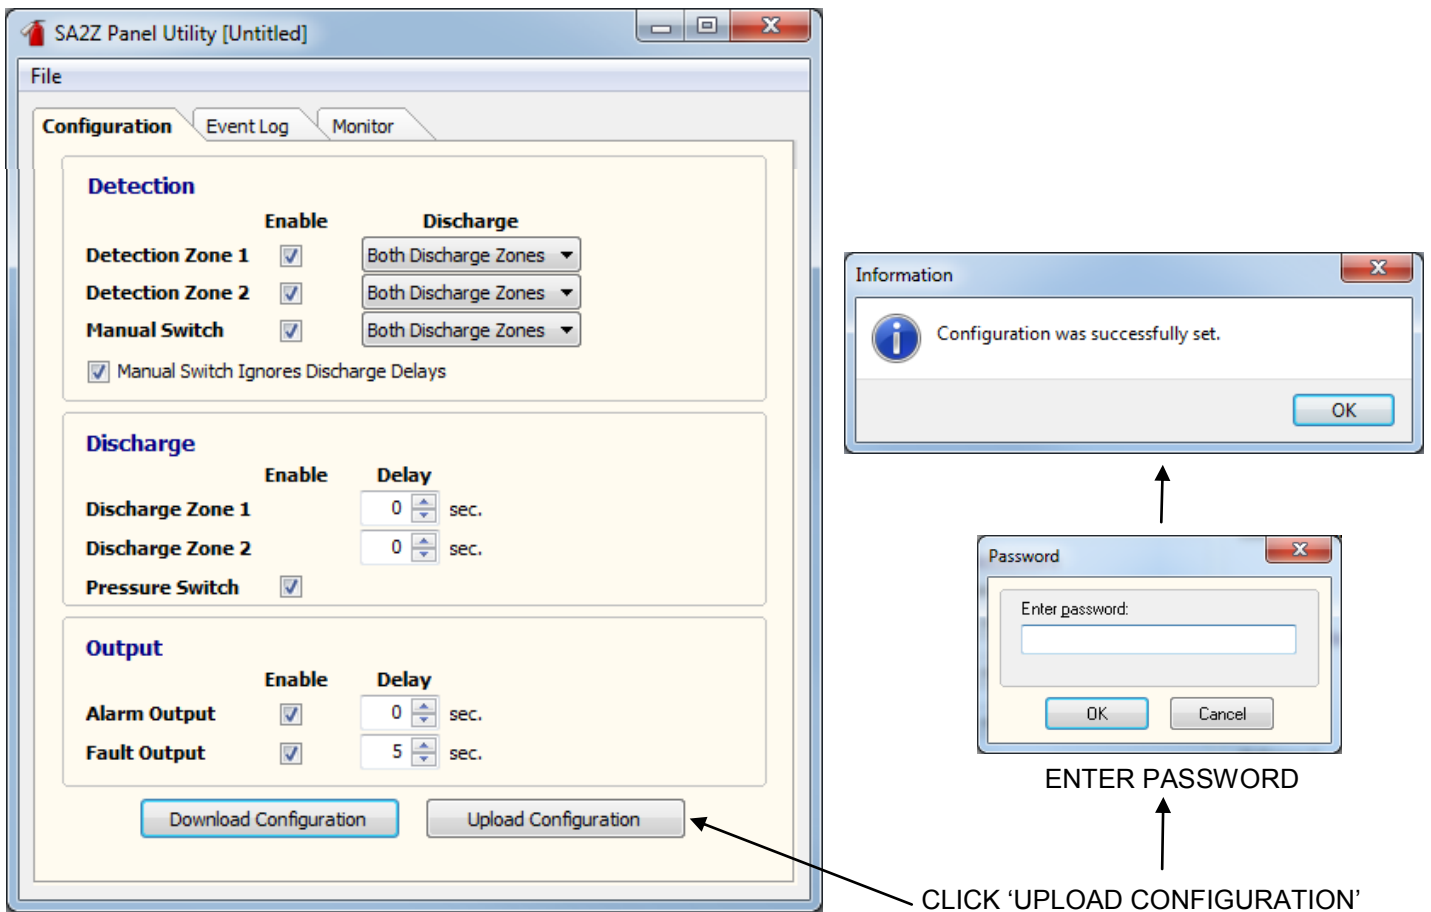 SA2Z Panel Utility [Untitled]
File
Configuration Event Log Monitor
Detection
Enable Discharge
Detection Zone 1 Both Discharge Zones
Detection Zone 2 Both Discharge Zones
Manual Switch Both Discharge Zones
Manual Switch Ignores Discharge Delays
Discharge
Enable Delay
Discharge Zone 1 0 sec.
Discharge Zone 2 0 sec.
Pressure Switch
Output
Enable Delay
Alarm Output 0 sec.
Fault Output 5 sec.
Download Configuration Upload Configuration
Information
Configuration was successfully set.
OK
Password
Enter password:
OK Cancel
ENTER PASSWORD
CLICK ‘UPLOAD CONFIGURATION’